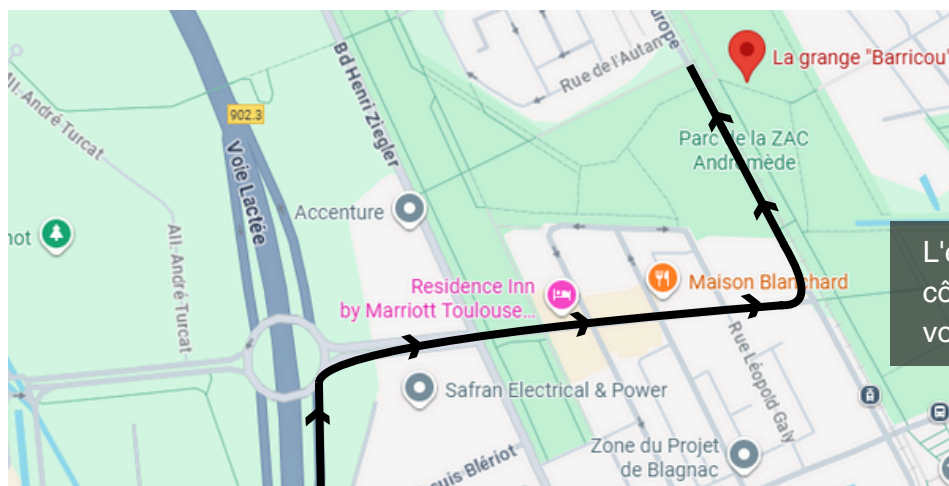 urope
La grange "Barricou"
Rue de l'Autan
Bd Henri Ziegler
All. André Turcat
902.3
Voie Lactée
Parc de la ZAC
Andromède
Accenture
not
All. André Turcat
L'e
cô
vo
Residence Inn
by Marriott Toulouse...
Maison Blanchard
Rue Léopold Galy
Safran Electrical & Power
Zone du Projet
de Blagnac
uis Blériot